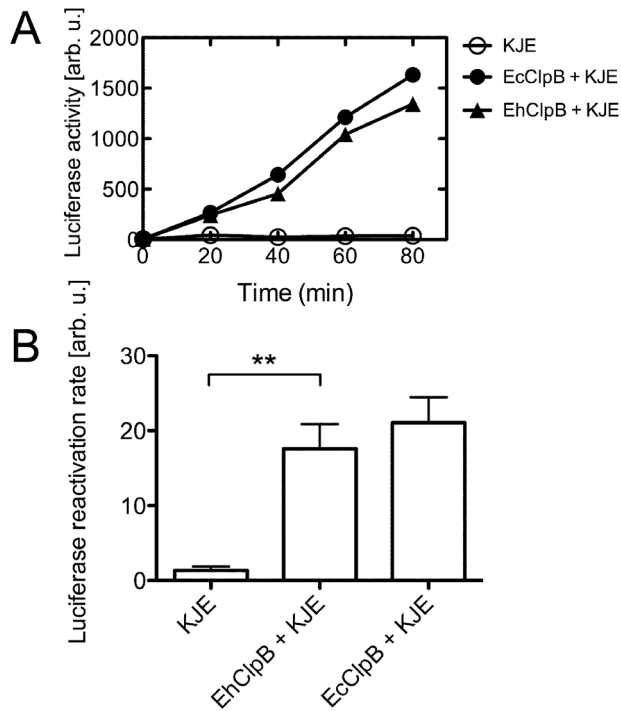 A
Luciferase activity [arb. u.]
2000
1500
1000
500
0
0 20 40 60 80
Time (min)
KJE
EcClpB + KJE
EhClpB + KJE
B
Luciferase reactivation rate [arb. u.]
30
20
10
0
**
KJE
EhClpB + KJE
EcClpB + KJE